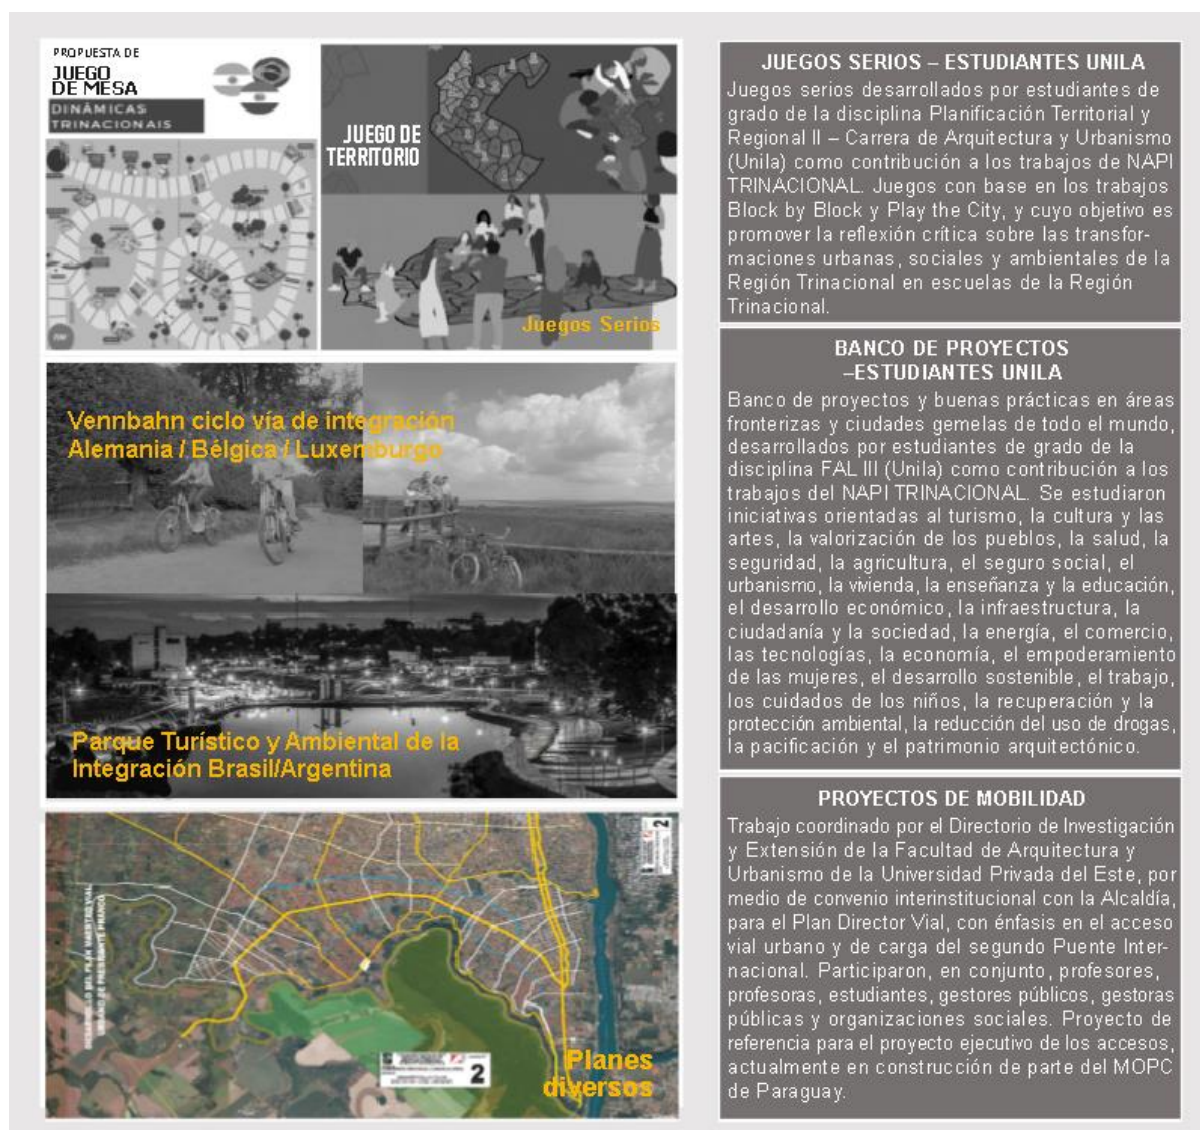 PROPUESTA DE
JUEGO
DE MESA
DINÂMICAS
TRINACIONAIS
JUEGO DE
TERRITORIO
Juegos Serios
JUEGOS SERIOS – ESTUDIANTES UNILA
Juegos serios desarrollados por estudiantes de
grado de la disciplina Planificación Territorial y
Regional II – Carrera de Arquitectura y Urbanismo
(Unila) como contribución a los trabajos de NAPI
TRINACIONAL. Juegos con base en los trabajos
Block by Block y Play the City, y cuyo objetivo es
promover la reflexión crítica sobre las transfor-
maciones urbanas, sociales y ambientales de la
Región Trinacional en escuelas de la Región
Trinacional.
Vennbahn ciclo vía de integración
Alemania / Bélgica / Luxemburgo
Parque Turístico y Ambiental de la
Integración Brasil/Argentina
BANCO DE PROYECTOS
–ESTUDIANTES UNILA
Banco de proyectos y buenas prácticas en áreas
fronterizas y ciudades gemelas de todo el mundo,
desarrollados por estudiantes de grado de la
disciplina FAL III (Unila) como contribución a los
trabajos del NAPI TRINACIONAL. Se estudiaron
iniciativas orientadas al turismo, la cultura y las
artes, la valorización de los pueblos, la salud, la
seguridad, la agricultura, el seguro social, el
urbanismo, la vivienda, la enseñanza y la educación,
el desarrollo económico, la infraestructura, la
ciudadanía y la sociedad, la energía, el comercio,
las tecnologías, la economía, el empoderamiento
de las mujeres, el desarrollo sostenible, el trabajo,
los cuidados de los niños, la recuperación y la
protección ambiental, la reducción del uso de drogas,
la pacificación y el patrimonio arquitectónico.
DESARROLLO DEL PLAN MAESTRO VIAL
URBANO DE PRESIDENTE FRANCO
2
2
Planes
diversos
PROYECTOS DE MOBILIDAD
Trabajo coordinado por el Directorio de Investigación
y Extensión de la Facultad de Arquitectura y
Urbanismo de la Universidad Privada del Este, por
medio de convenio interinstitucional con la Alcaldía,
para el Plan Director Vial, con énfasis en el acceso
vial urbano y de carga del segundo Puente Inter-
nacional. Participaron, en conjunto, profesores,
profesoras, estudiantes, gestores públicos, gestoras
públicas y organizaciones sociales. Proyecto de
referencia para el proyecto ejecutivo de los accesos,
actualmente en construcción de parte del MOPC
de Paraguay.